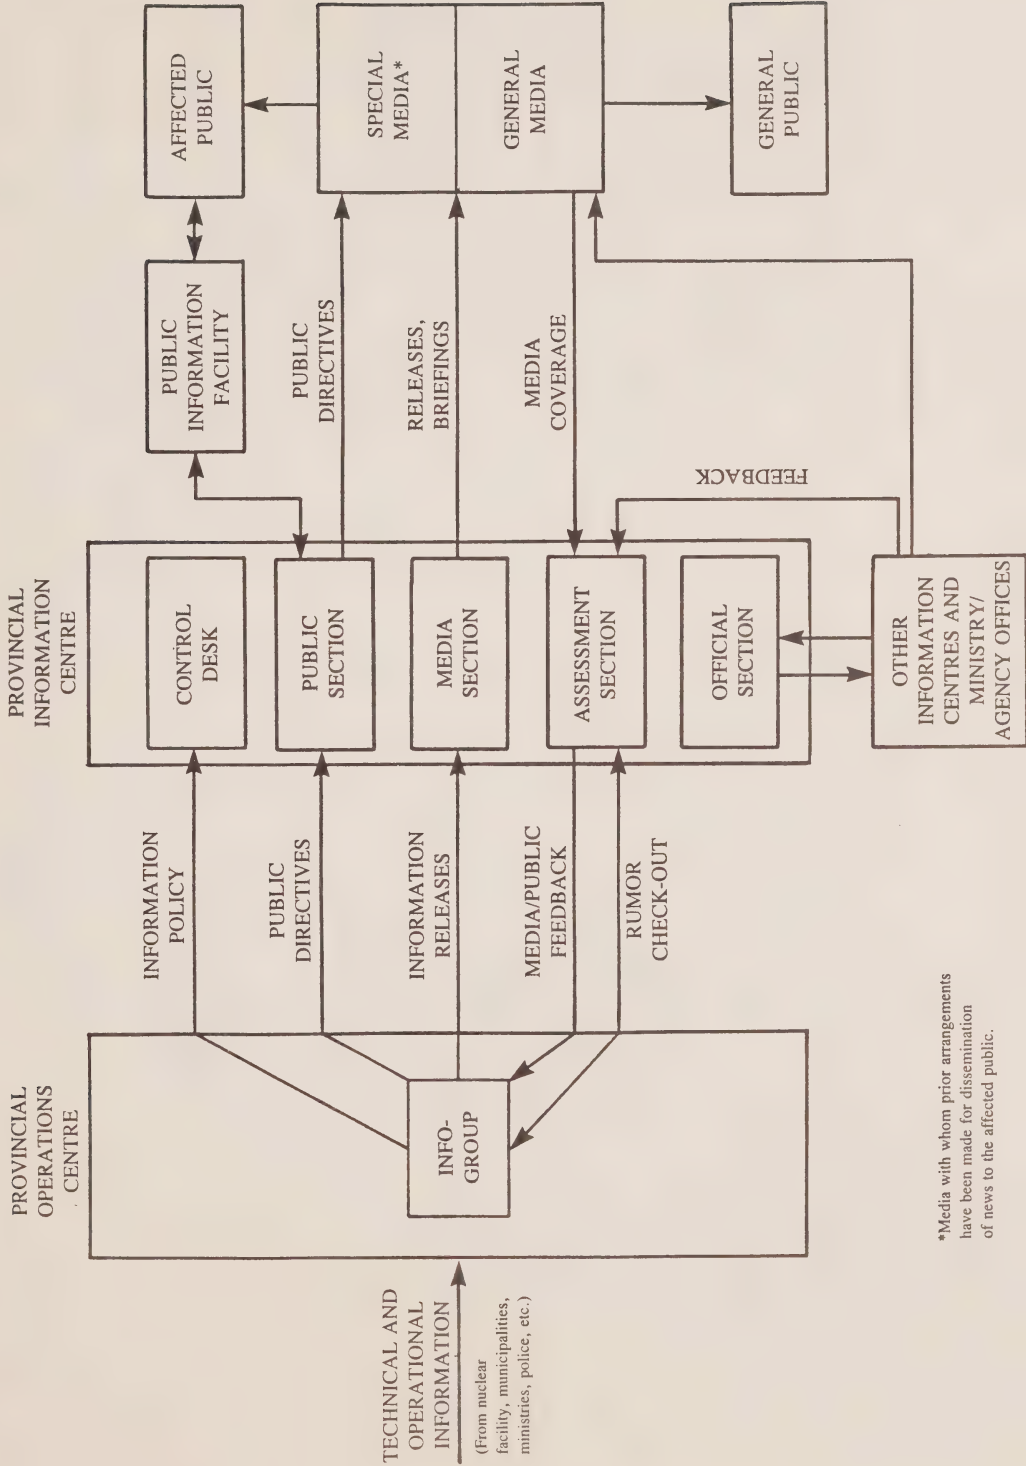 PROVINCIAL
OPERATIONS
CENTRE
PROVINCIAL
INFORMATION
CENTRE
TECHNICAL AND
OPERATIONAL
INFORMATION
(From nuclear
facility, municipalities,
ministries, police, etc.)
INFO-
GROUP
INFORMATION
POLICY
PUBLIC
DIRECTIVES
INFORMATION
RELEASES
MEDIA/PUBLIC
FEEDBACK
RUMOR
CHECK-OUT
CONTROL
DESK
PUBLIC
SECTION
MEDIA
SECTION
ASSESSMENT
SECTION
OFFICIAL
SECTION
OTHER
INFORMATION
CENTRES AND
MINISTRY/
AGENCY OFFICES
FEEDBACK
PUBLIC
INFORMATION
FACILITY
PUBLIC
DIRECTIVES
RELEASES,
BRIEFINGS
MEDIA
COVERAGE
AFFECTED
PUBLIC
SPECIAL
MEDIA*
GENERAL
MEDIA
GENERAL
PUBLIC
*Media with whom prior arrangements
have been made for dissemination
of news to the affected public.